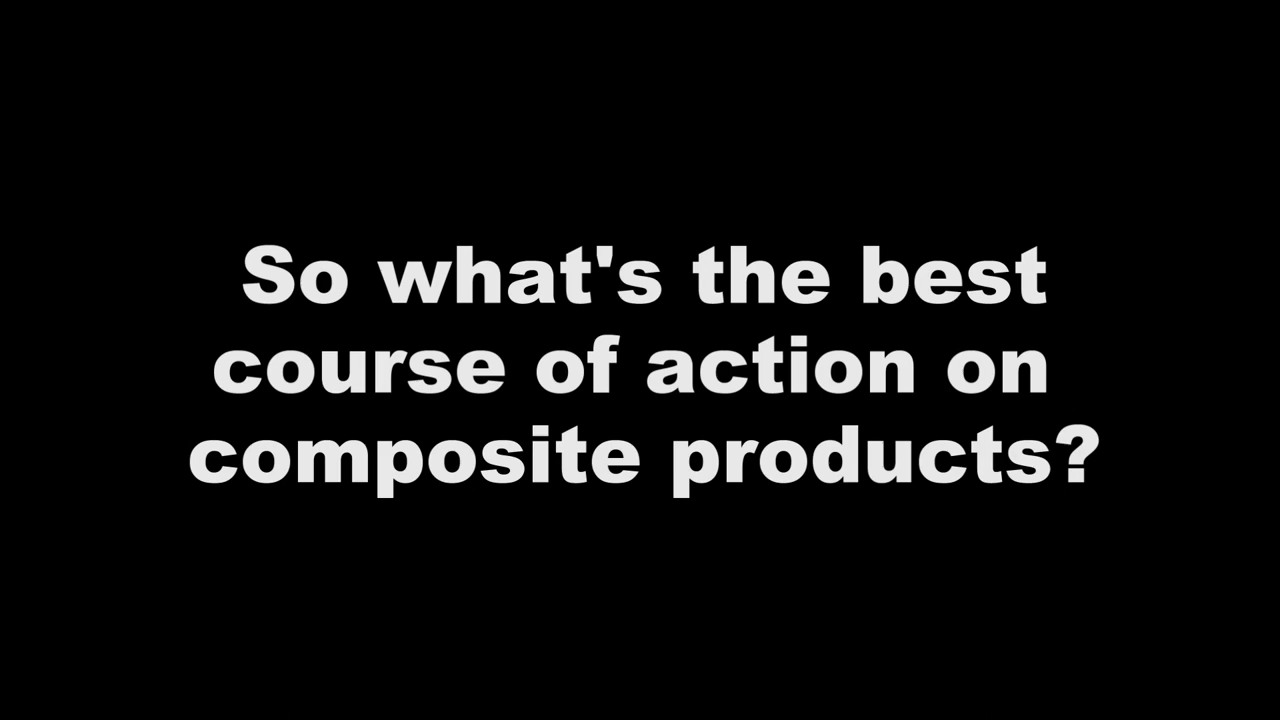 So what's the best
course of action on
composite products?